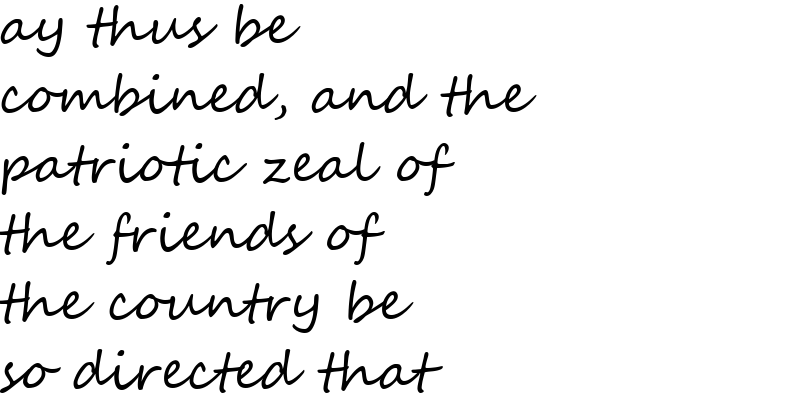 ay thus be
combined, and the
patriotic zeal of
the friends of
the country be
so directed that